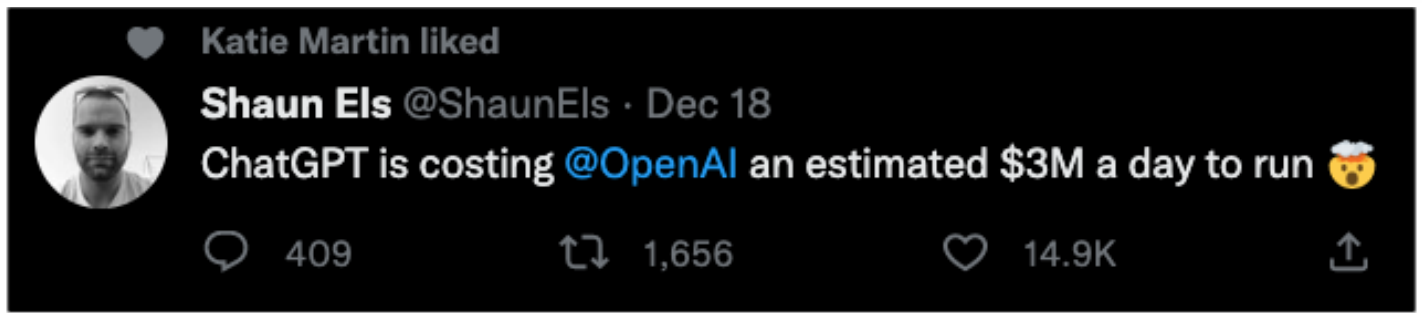 Katie Martin liked
Shaun Els @ShaunEls · Dec 18
ChatGPT is costing @OpenAI an estimated $3M a day to run 🤯
409 1,656 14.9K